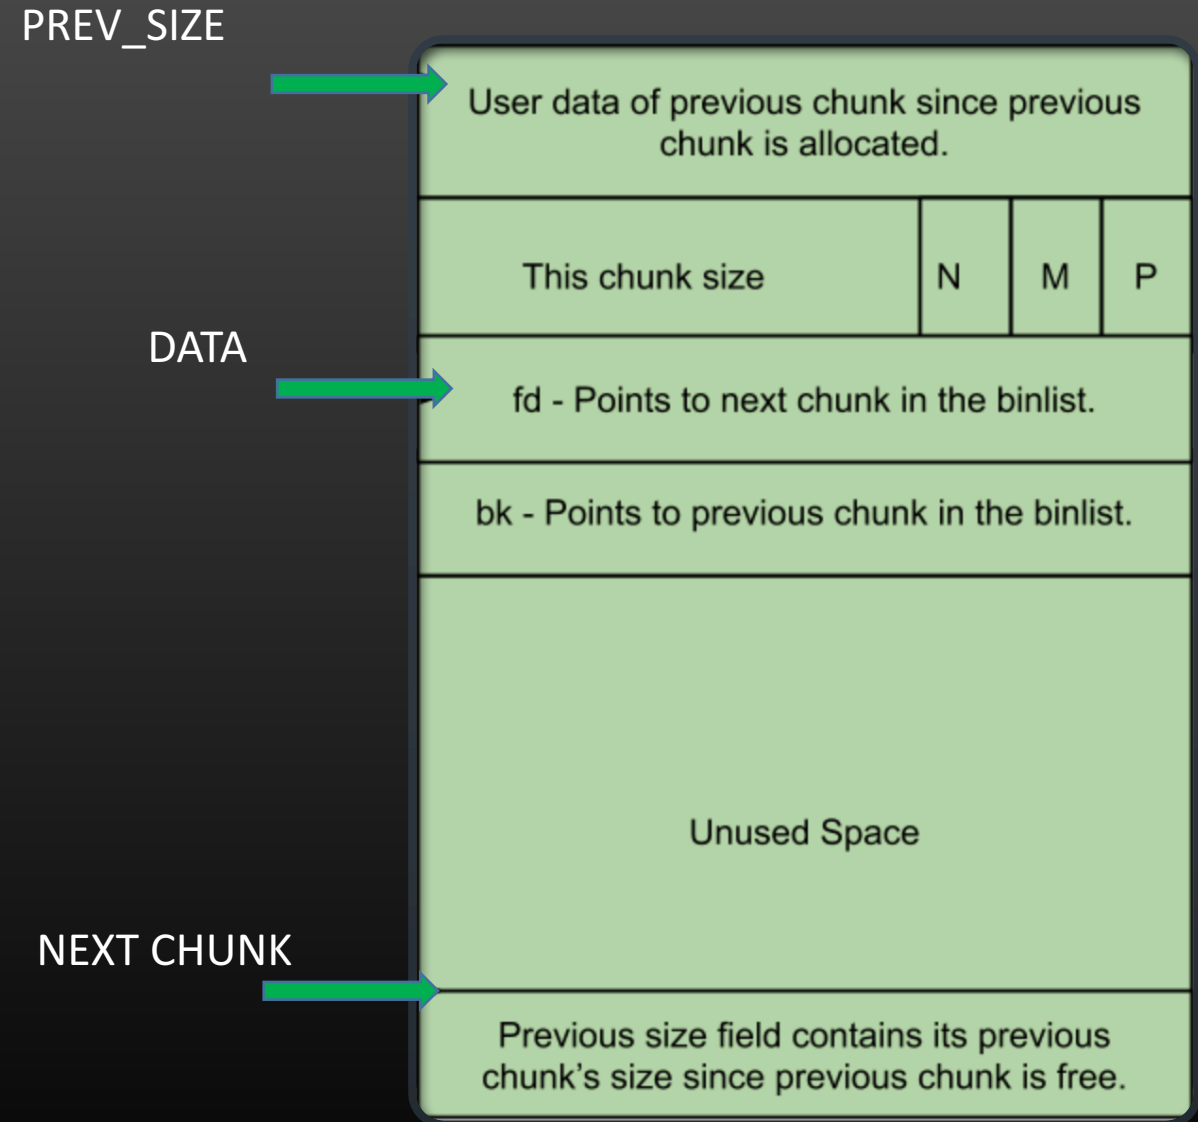 PREV_SIZE
User data of previous chunk since previous
chunk is allocated.
This chunk size N M P
DATA
fd - Points to next chunk in the binlist.
bk - Points to previous chunk in the binlist.
Unused Space
NEXT CHUNK
Previous size field contains its previous
chunk’s size since previous chunk is free.